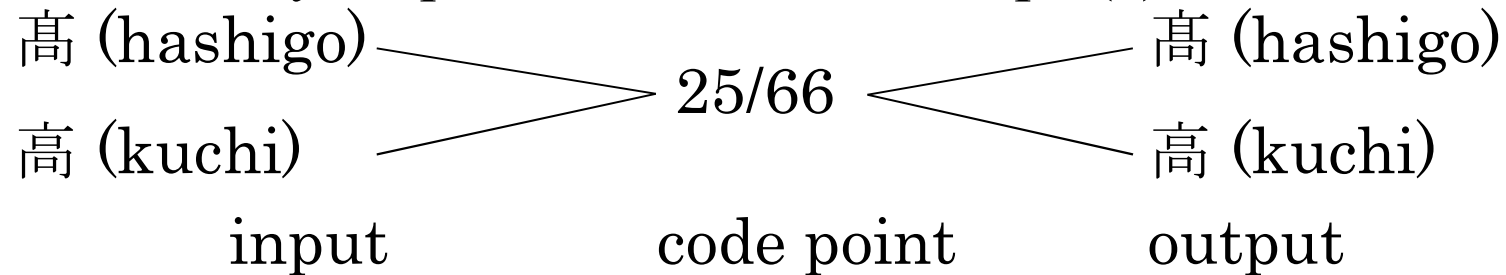 髙 (hashigo)
髙 (hashigo)
25/66
高 (kuchi)
高 (kuchi)
input code point output